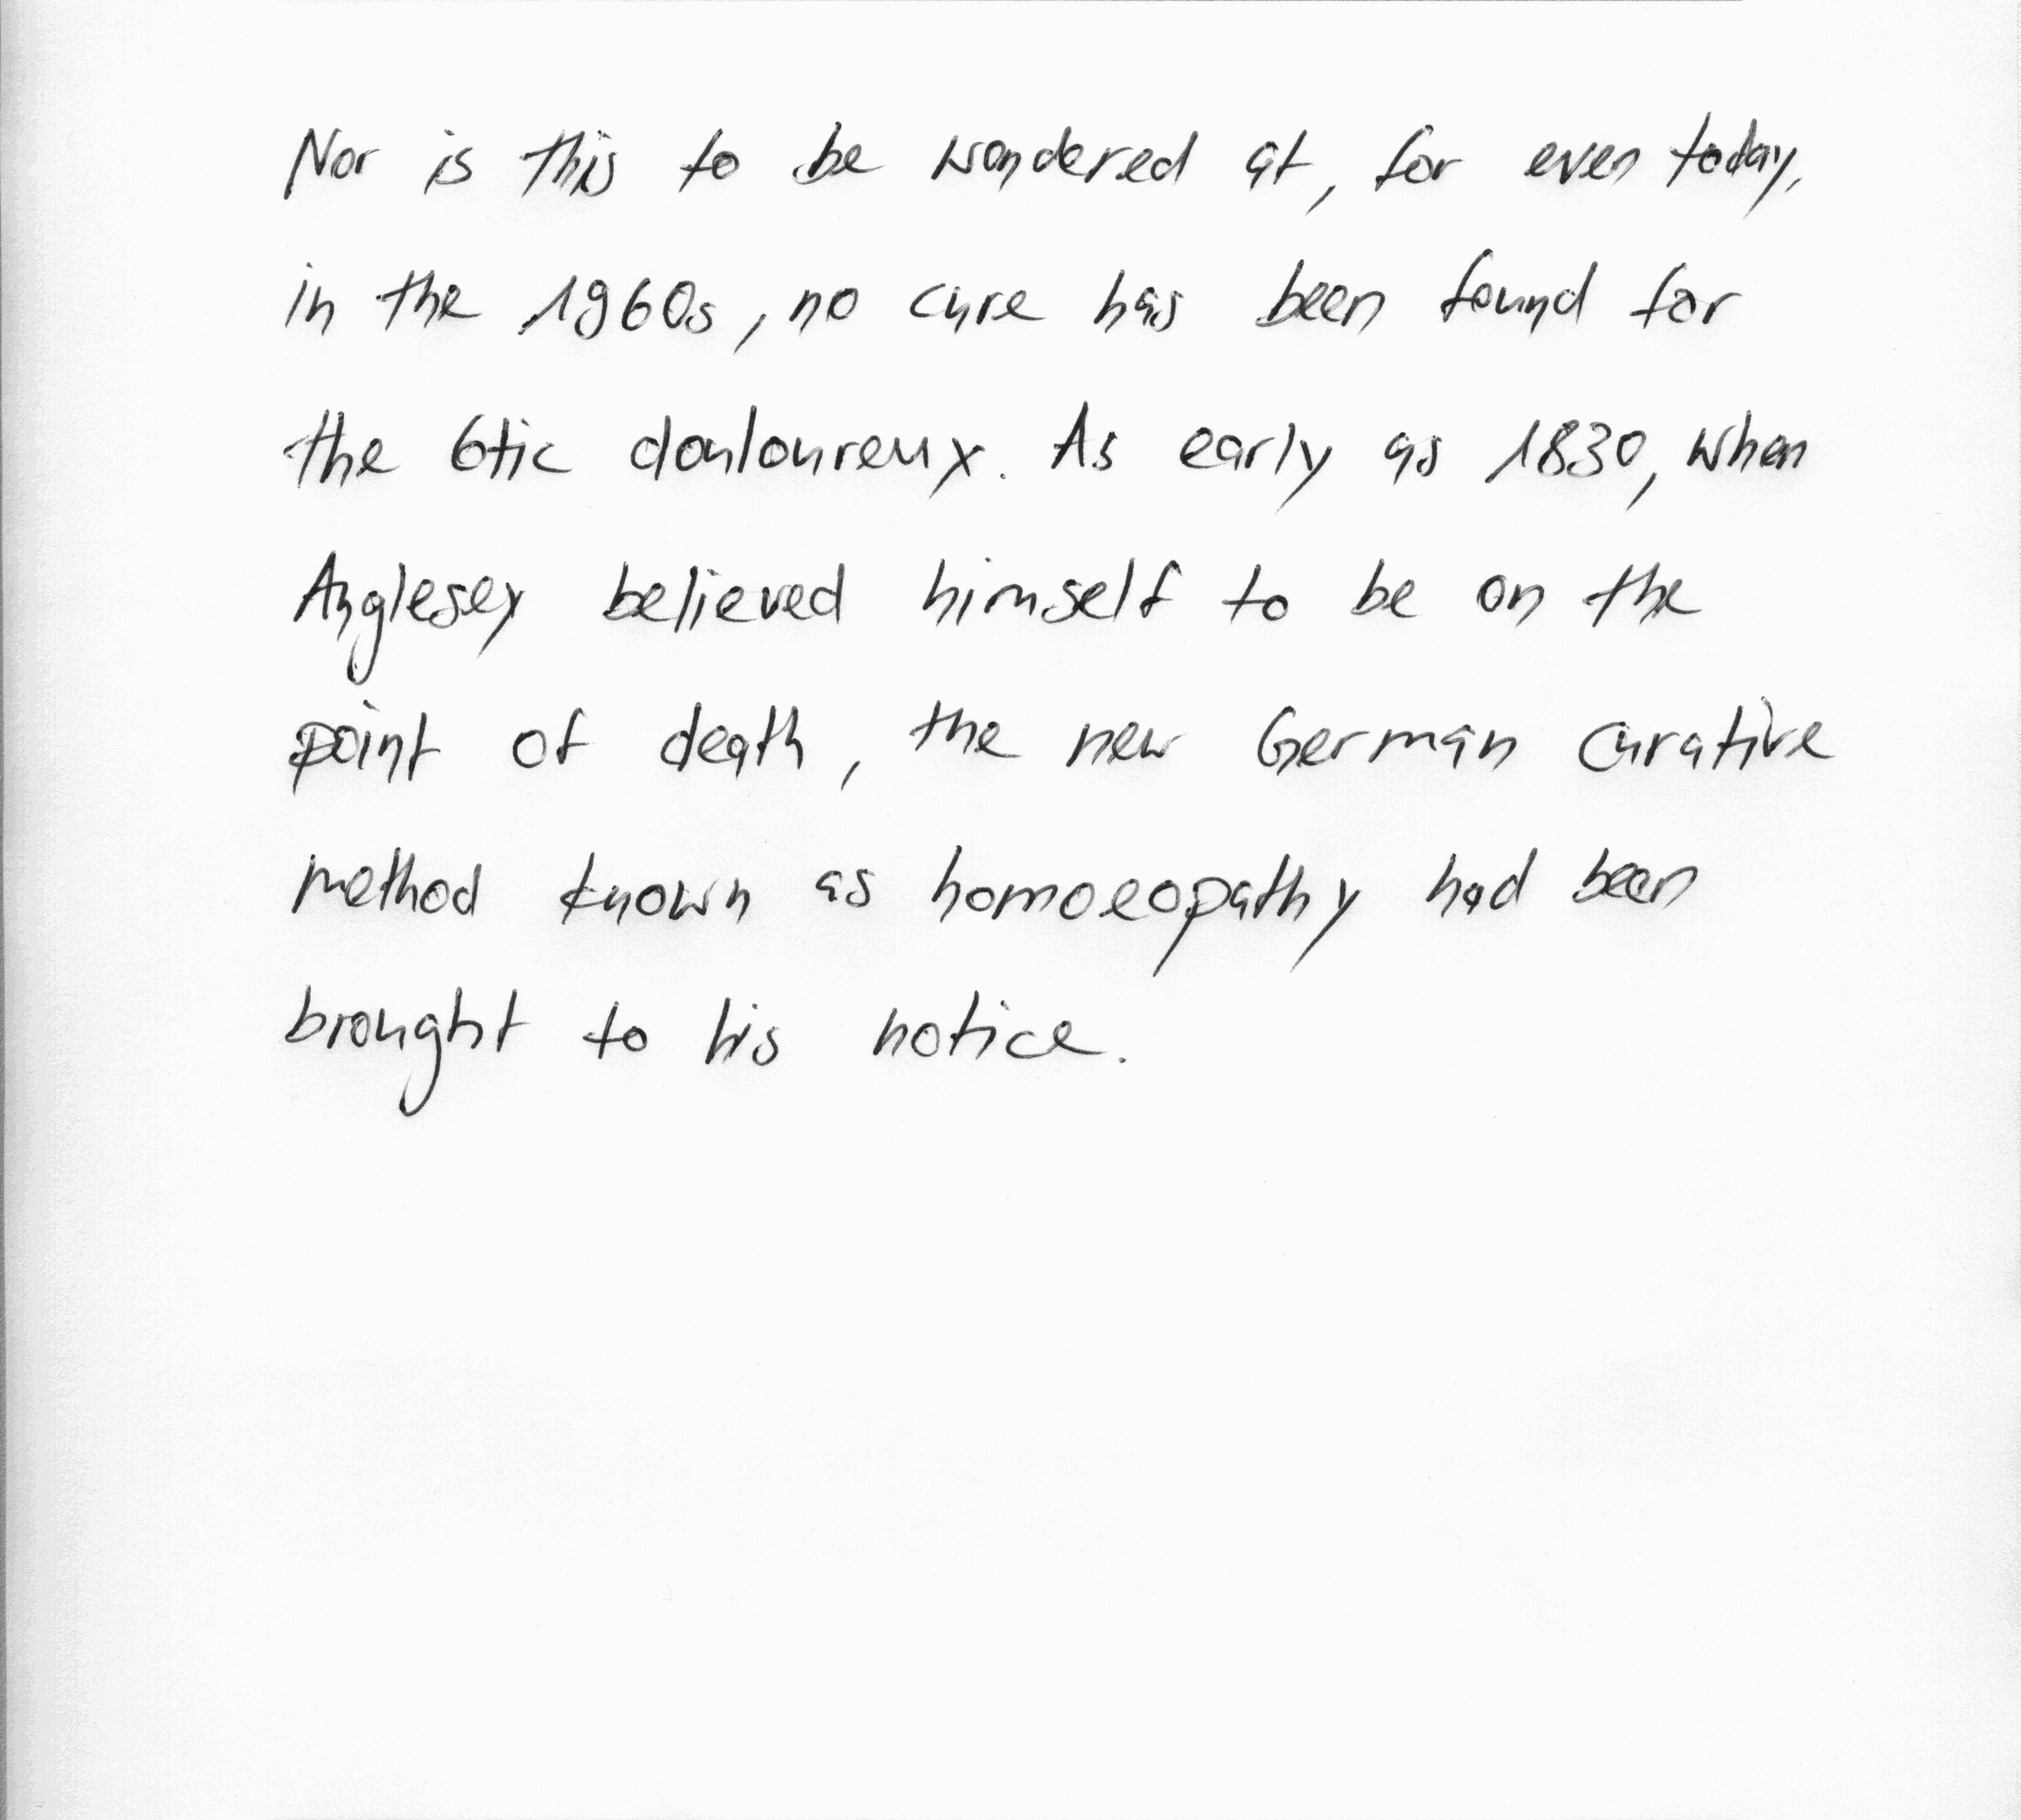 Nor is this to be wondered at, for even today,
in the 1960s, no cure has been found for
the 6tic douloureux. As early as 1830, when
Anglesey believed himself to be on the
point of death, the new German curative
method known as homoeopathy had been
brought to his notice.